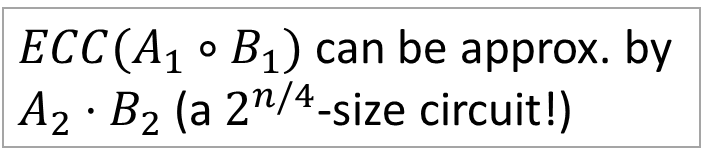 𝐸𝐶𝐶(𝐴₁ ∘ 𝐵₁) can be approx. by
𝐴₂ · 𝐵₂ (a 2^{𝑛/4}-size circuit!)